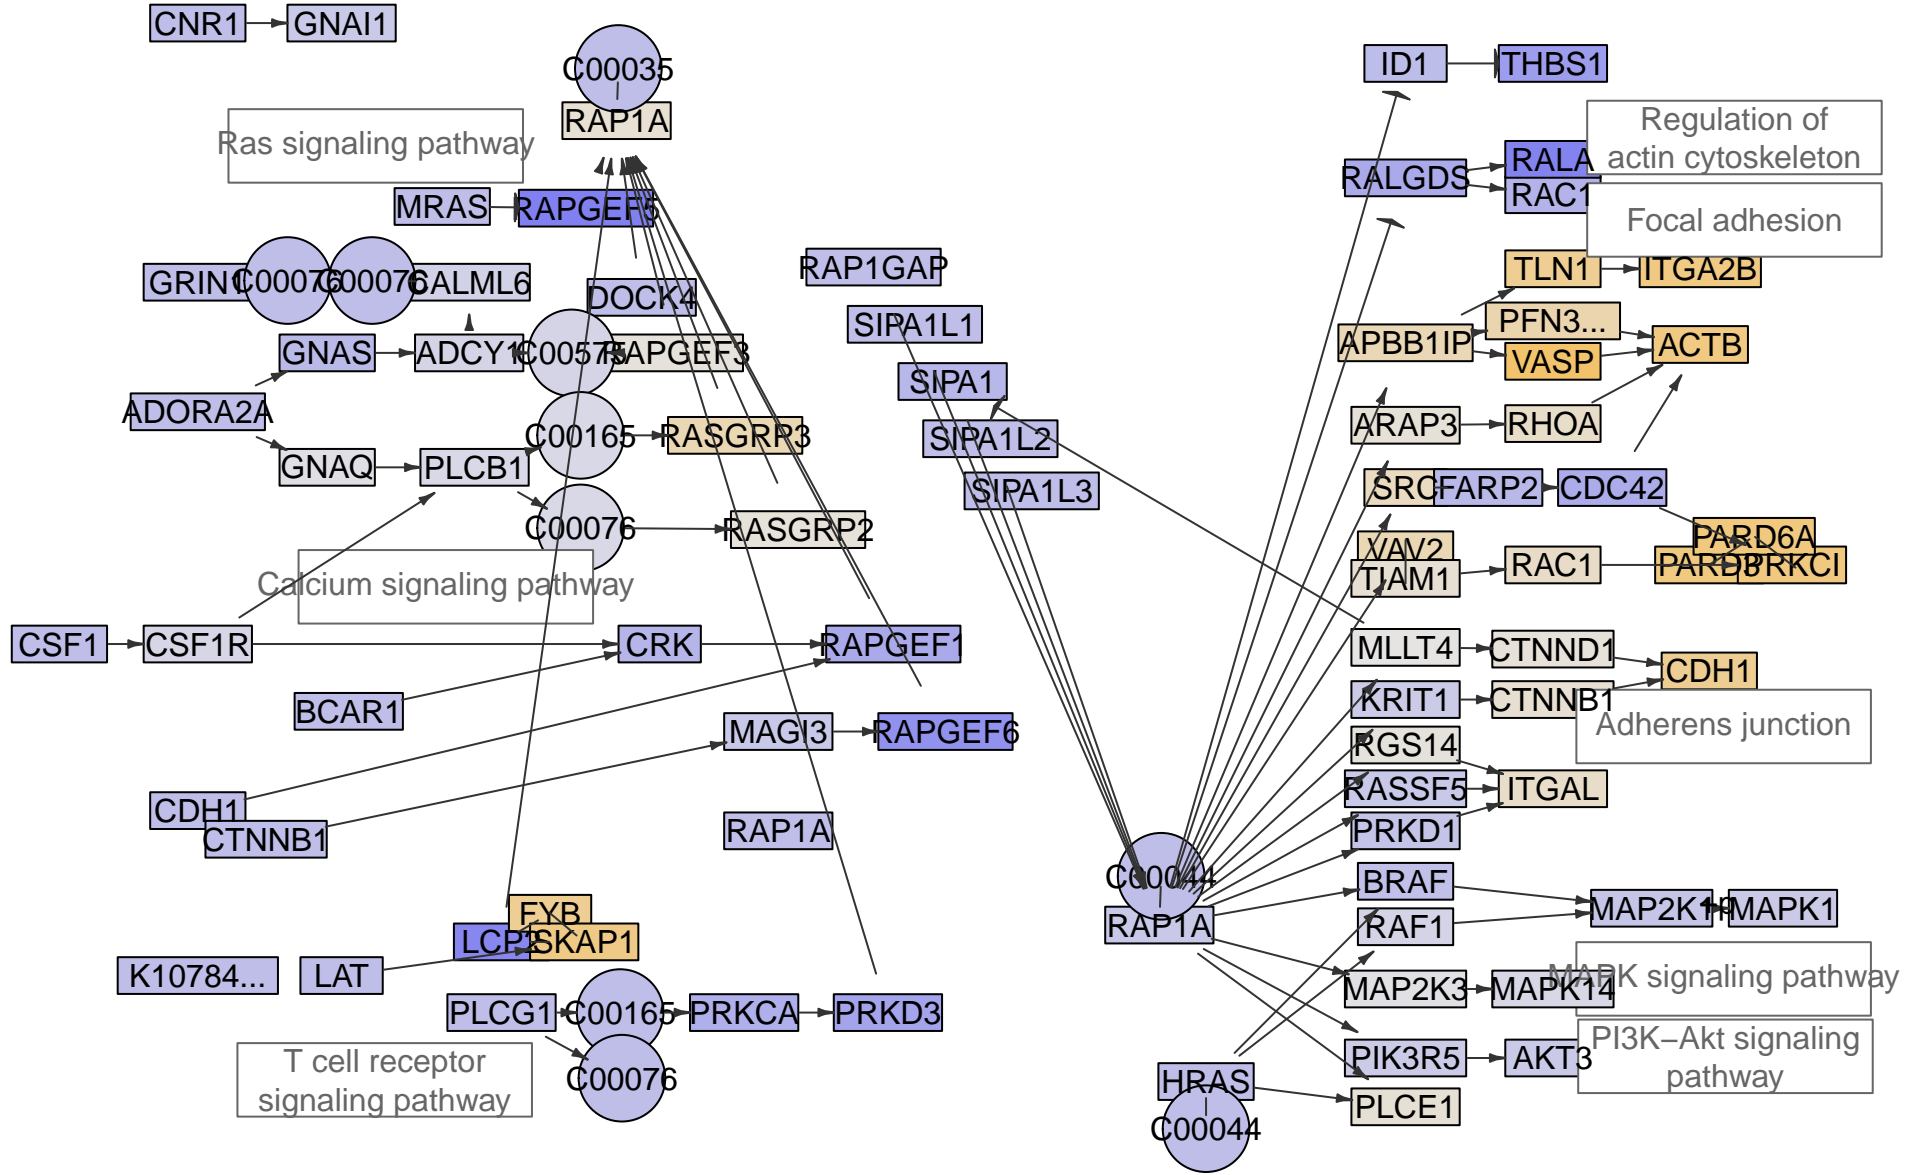 CNR1
GNAI1
C00035
RAP1A
Ras signaling pathway
MRAS
RAPGEF5
GRIN1
C00076
C00076
CALML6
DOCK4
GNAS
ADCY1
C00575
RAPGEF3
ADORA2A
GNAQ
PLCB1
C00165
RASGRP3
C00076
RASGRP2
Calcium signaling pathway
CSF1
CSF1R
CRK
RAPGEF1
BCAR1
MAGI3
RAPGEF6
CDH1
CTNNB1
RAP1A
FYB
LCP2
SKAP1
K10784...
LAT
PLCG1
C00165
PRKCA
PRKD3
C00076
T cell receptor
signaling pathway
RAP1GAP
SIPA1L1
SIPA1
SIPA1L2
SIPA1L3
C00044
RAP1A
HRAS
C00044
ID1
THBS1
Regulation of
actin cytoskeleton
RALGDS
RALA
RAC1
Focal adhesion
TLN1
ITGA2B
APBB1IP
PFN3...
VASP
ACTB
ARAP3
RHOA
SRC
FARP2
CDC42
VAV2
TIAM1
RAC1
PARD6A
PARD3
PRKCI
MLLT4
CTNND1
CDH1
KRIT1
CTNNB1
Adherens junction
RGS14
RASSF5
ITGAL
PRKD1
BRAF
RAF1
MAP2K1
+p
MAPK1
MAP2K3
MAPK14
MAPK signaling pathway
PIK3R5
AKT3
PI3K−Akt signaling
pathway
PLCE1